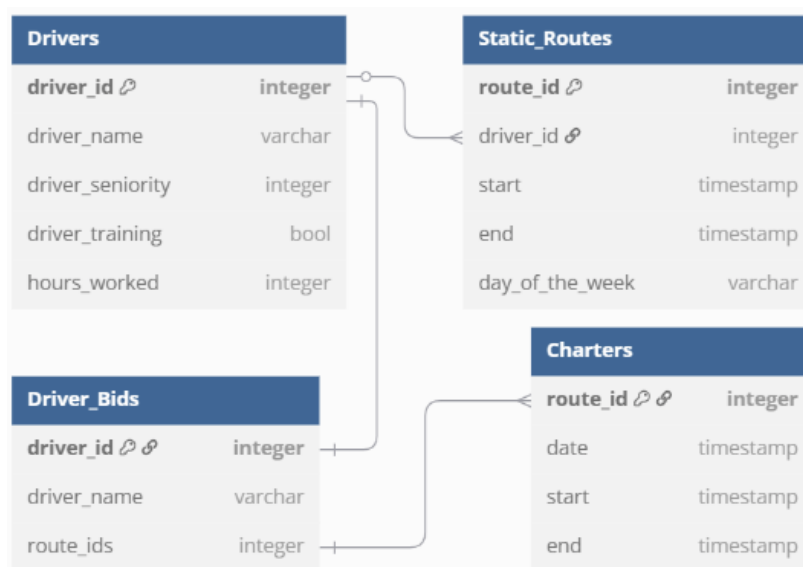 Drivers
driver_id integer
driver_name varchar
driver_seniority integer
driver_training bool
hours_worked integer
Static_Routes
route_id integer
driver_id integer
start timestamp
end timestamp
day_of_the_week varchar
Driver_Bids
driver_id integer
driver_name varchar
route_ids integer
Charters
route_id integer
date timestamp
start timestamp
end timestamp